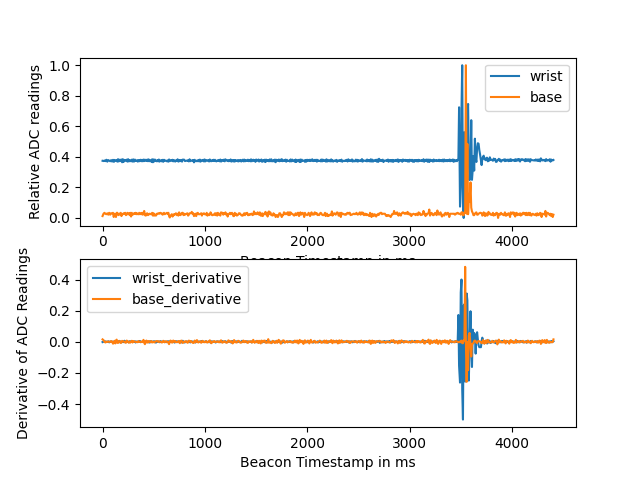 Relative ADC readings
1.0
0.8
0.6
0.4
0.2
0.0
wrist
base
0 1000 2000 3000 4000
Beacon Timestamp in ms
Derivative of ADC Readings
0.4
0.2
0.0
−0.2
−0.4
wrist_derivative
base_derivative
0 1000 2000 3000 4000
Beacon Timestamp in ms